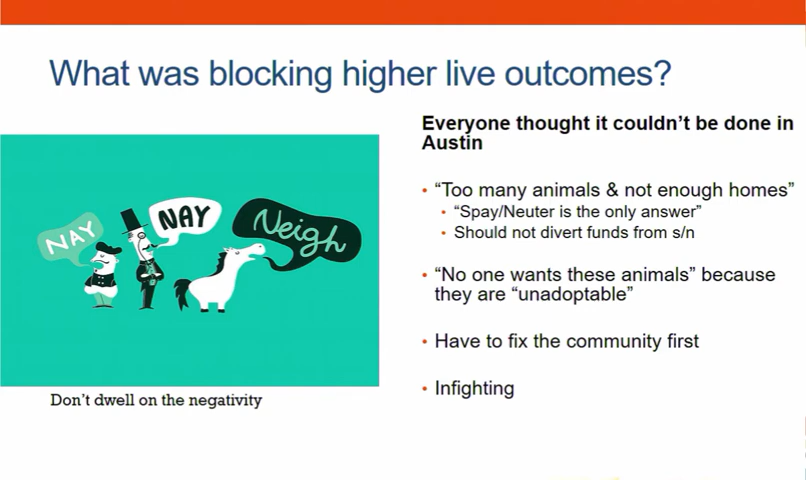 What was blocking higher live outcomes?
Everyone thought it couldn't be done in
Austin
NAY
NAY
Neigh
• “Too many animals & not enough homes”
• “Spay/Neuter is the only answer”
• Should not divert funds from s/n
• “No one wants these animals” because
they are “unadoptable”
• Have to fix the community first
• Infighting
Don't dwell on the negativity